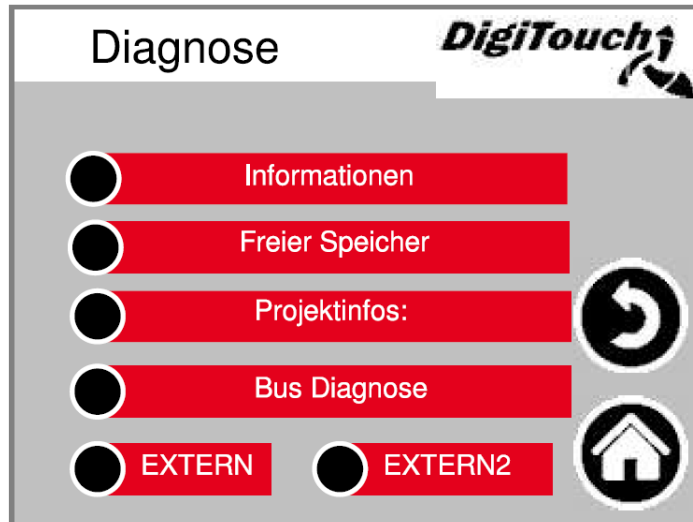 Diagnose
DigiTouch
Informationen
Freier Speicher
Projektinfos:
Bus Diagnose
EXTERN
EXTERN2